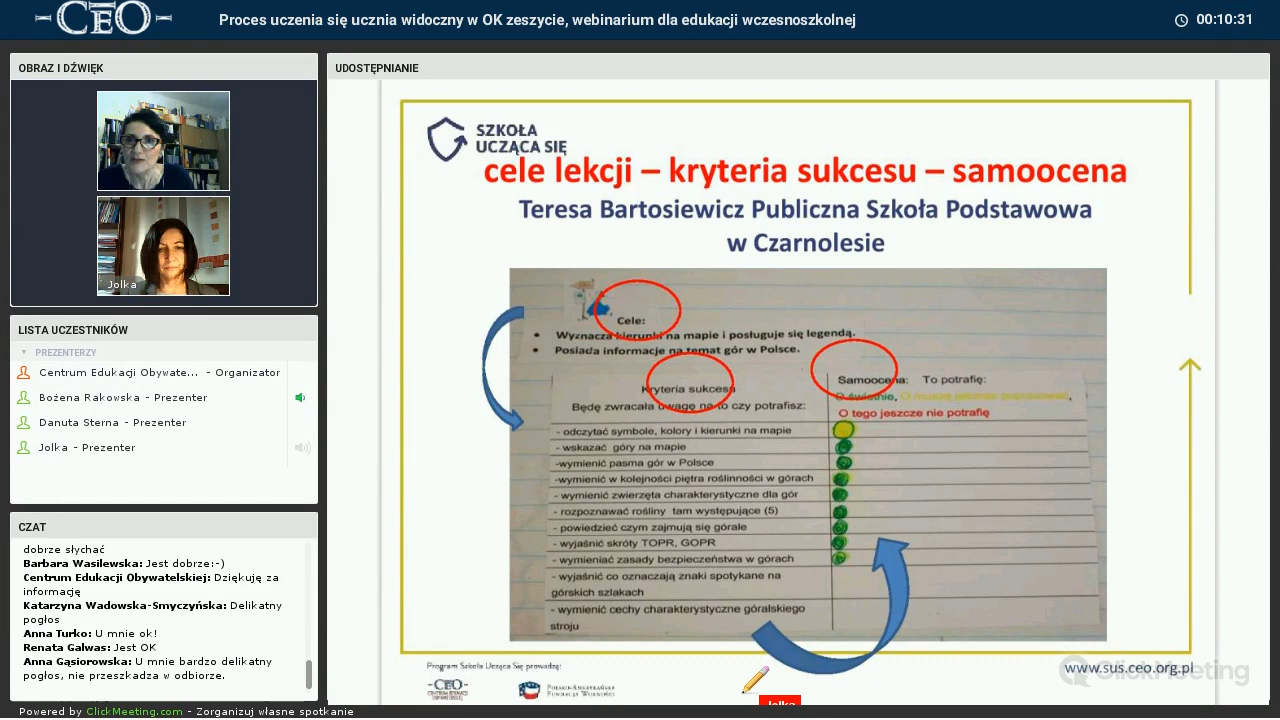 CEO
Proces uczenia się ucznia widoczny w OK zeszycie, webinarium dla edukacji wczesnoszkolnej
00:10:31
OBRAZ I DŹWIĘK
Jolka
LISTA UCZESTNIKÓW
PREZENTERZY
Centrum Edukacji Obywate... - Organizator
Bożena Rakowska - Prezenter
Danuta Sterna - Prezenter
Jolka - Prezenter
CZAT
dobrze słychać
Barbara Wasilewska: Jest dobrze:-)
Centrum Edukacji Obywatelskiej: Dziękuję za
informację
Katarzyna Wadowska-Smyczyńska: Delikatny
pogłos
Anna Turko: U mnie ok!
Renata Galwas: Jest OK
Anna Gąsiorowska: U mnie bardzo delikatny
pogłos, nie przeszkadza w odbiorze.
UDOSTĘPNIANIE
SZKOŁA
UCZĄCA SIĘ
cele lekcji – kryteria sukcesu – samoocena
Teresa Bartosiewicz Publiczna Szkoła Podstawowa
w Czarnolesie
Cele:
• Wyznacza kierunki na mapie i posługuje się legendą.
• Posiada informacje na temat gór w Polsce.
Kryteria sukcesu
Będę zwracała uwagę na to czy potrafisz:
- odczytać symbole, kolory i kierunki na mapie
- wskazać góry na mapie
-wymienić pasma gór w Polsce
-wymienić w kolejności piętra roślinności w górach
- wymienić zwierzęta charakterystyczne dla gór
- rozpoznawać rośliny tam występujące (5)
- powiedzieć czym zajmują się górale
- wyjaśnić skróty TOPR, GOPR
- wymieniać zasady bezpieczeństwa w górach
- wyjaśnić co oznaczają znaki spotykane na
górskich szlakach
- wymienić cechy charakterystyczne góralskiego
stroju
Samoocena: To potrafię:
O świetnie, O muszę jeszcze
O tego jeszcze nie potrafię
Program Szkoła Ucząca Się prowadzą:
CEO
Polsko-Amerykańska
Fundacja Wolności
www.sus.ceo.org.pl
ClickMeeting
Jolka
Powered by ClickMeeting.com - Zorganizuj własne spotkanie